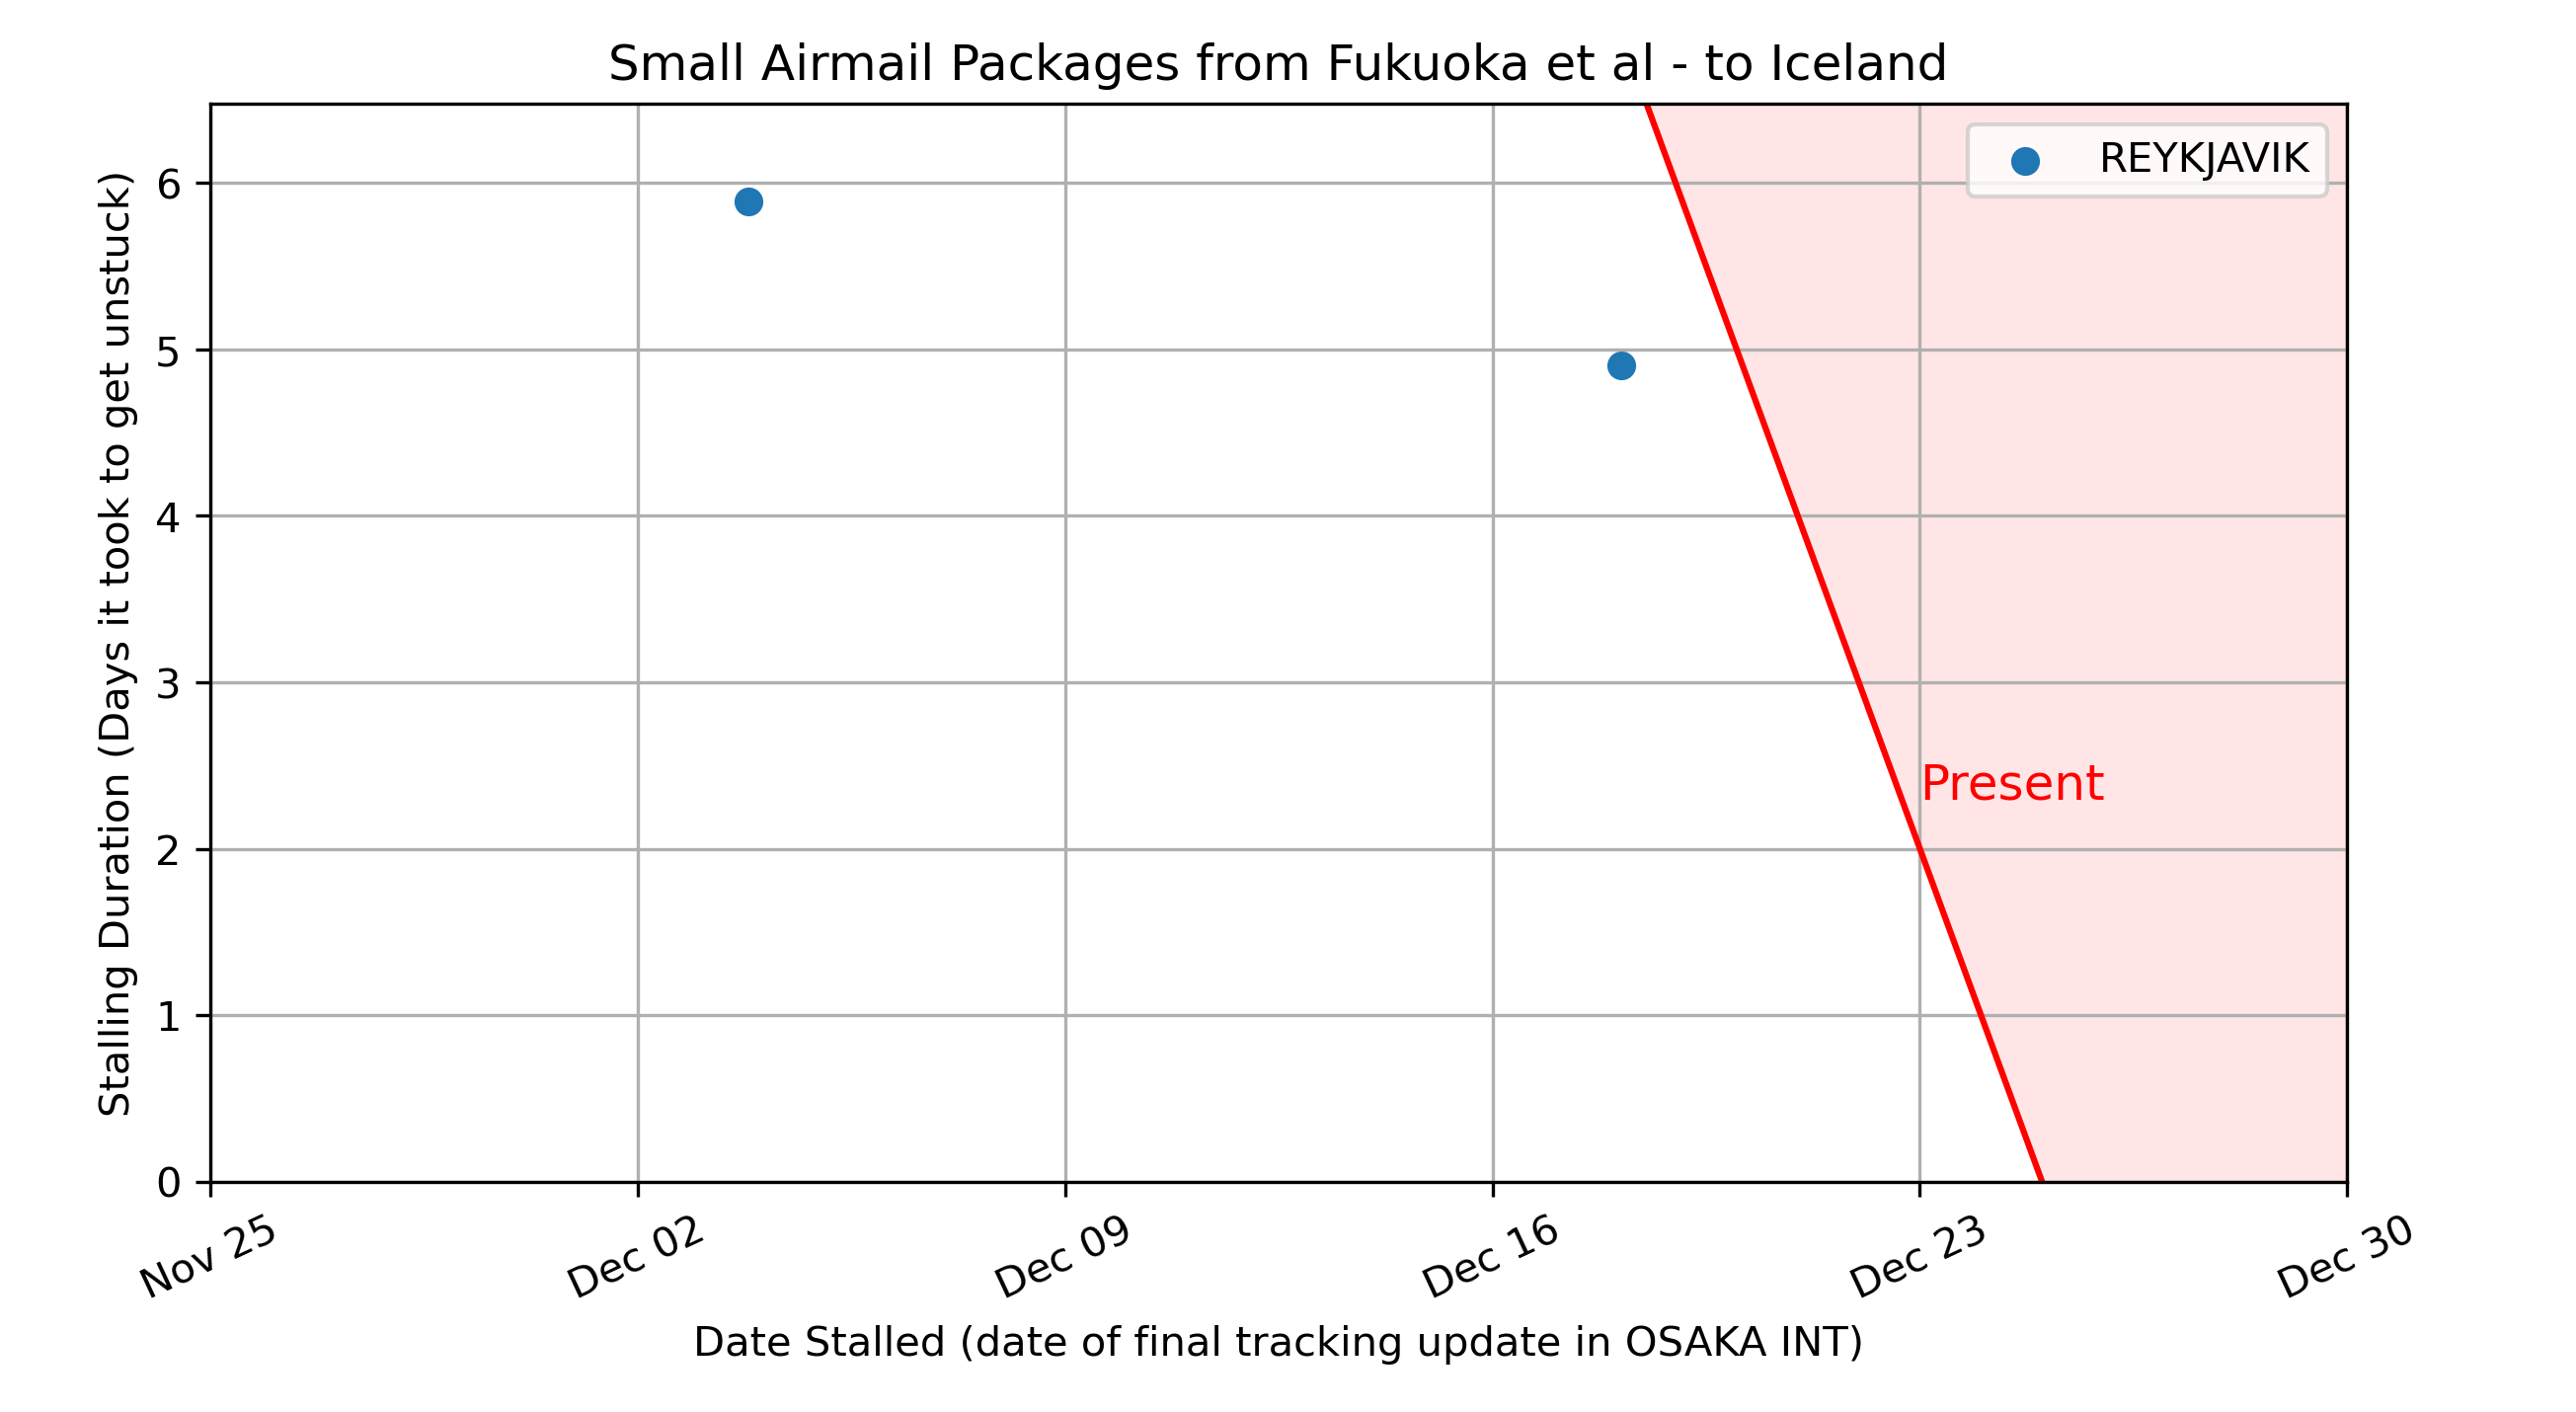 Small Airmail Packages from Fukuoka et al - to Iceland
REYKJAVIK
Stalling Duration (Days it took to get unstuck)
6
5
4
3
2
1
0
Present
Nov 25
Dec 02
Dec 09
Dec 16
Dec 23
Dec 30
Date Stalled (date of final tracking update in OSAKA INT)